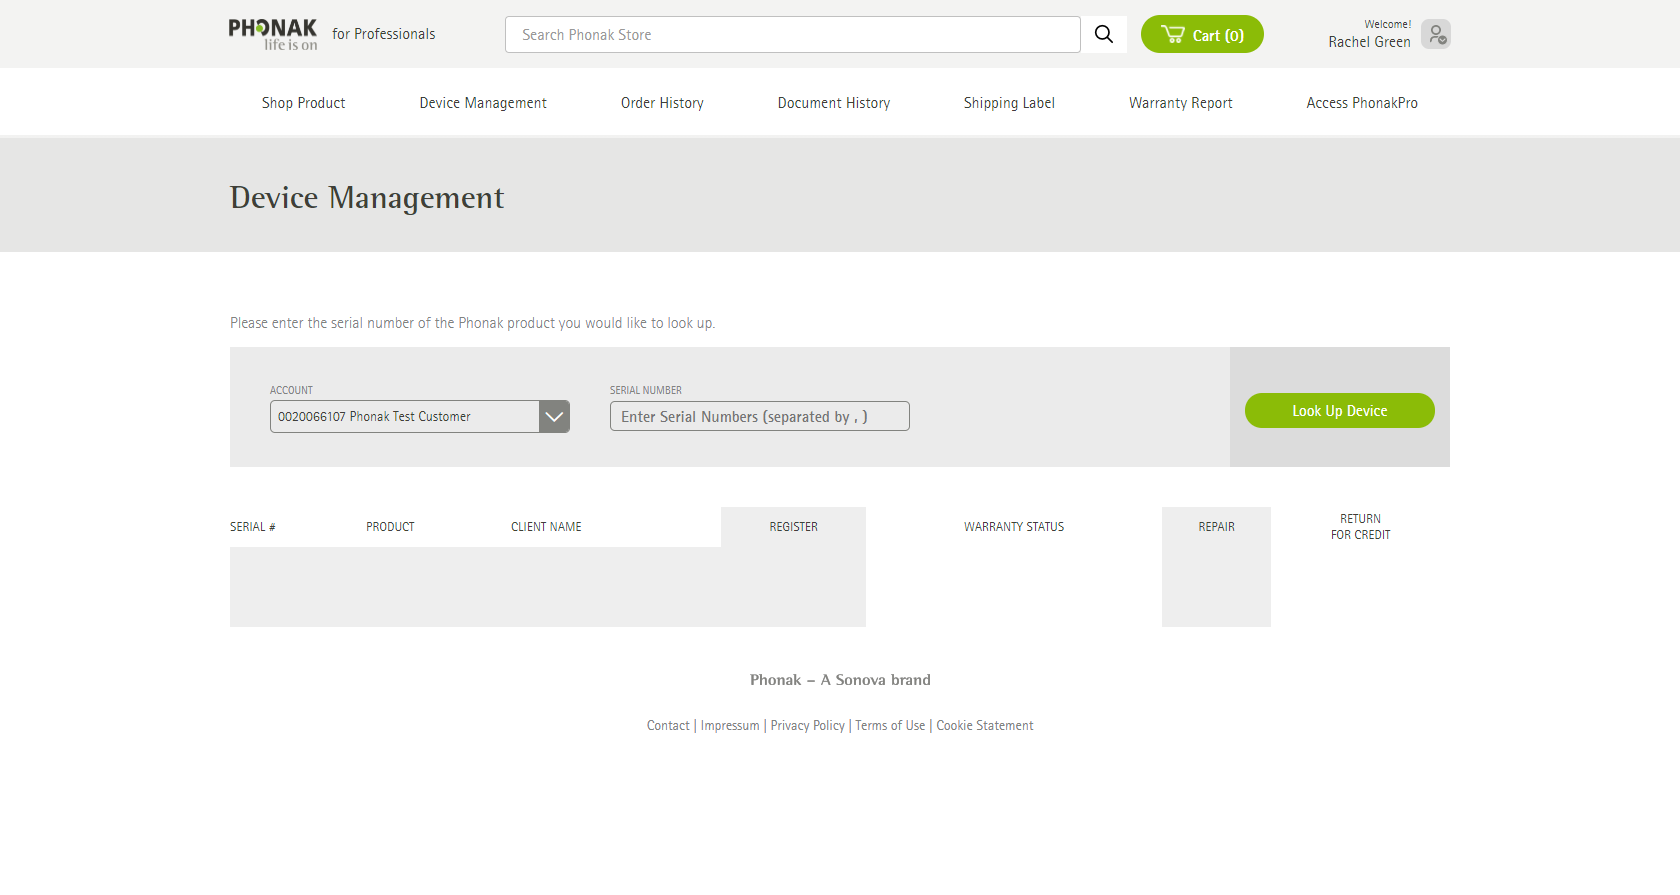 PHONAK
life is on
for Professionals
Search Phonak Store
Cart (0)
Welcome!
Rachel Green
Shop Product
Device Management
Order History
Document History
Shipping Label
Warranty Report
Access PhonakPro
Device Management
Please enter the serial number of the Phonak product you would like to look up.
ACCOUNT
SERIAL NUMBER
0020066107 Phonak Test Customer
Enter Serial Numbers (separated by , )
Look Up Device
SERIAL #
PRODUCT
CLIENT NAME
REGISTER
WARRANTY STATUS
REPAIR
RETURN
FOR CREDIT
Phonak – A Sonova brand
Contact | Impressum | Privacy Policy | Terms of Use | Cookie Statement